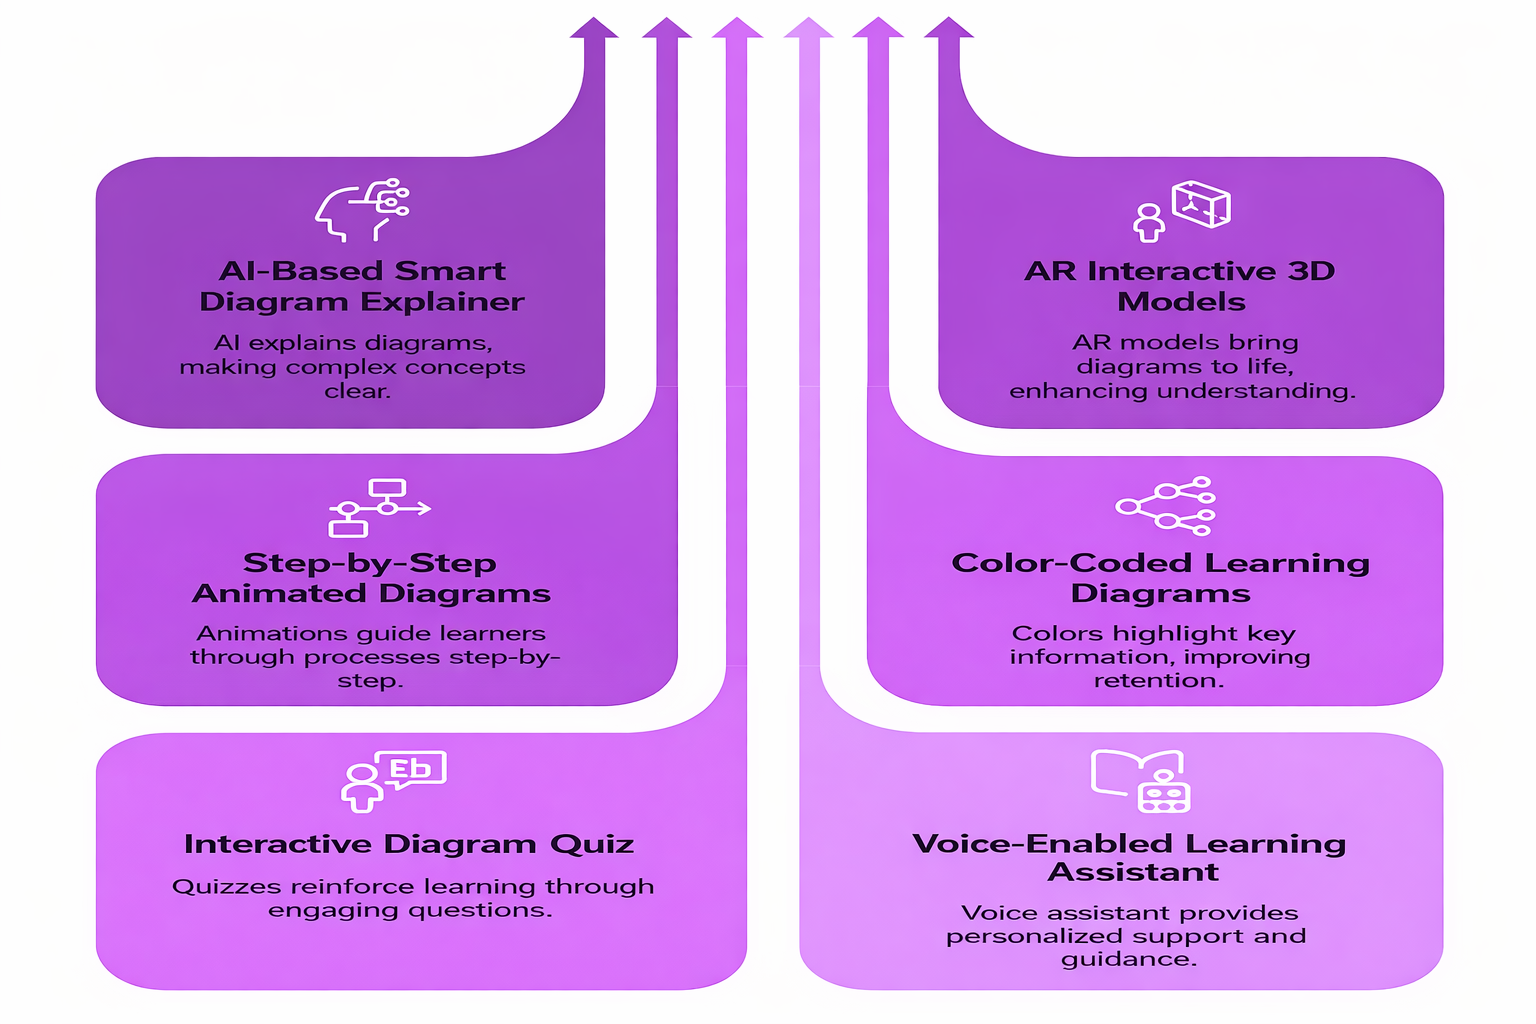 AI-Based Smart
Diagram Explainer
AI explains diagrams,
making complex concepts
clear.
AR Interactive 3D
Models
AR models bring
diagrams to life,
enhancing understanding.
Step-by-Step
Animated Diagrams
Animations guide learners
through processes step-by-
step.
Color-Coded Learning
Diagrams
Colors highlight key
information, improving
retention.
Eb
Interactive Diagram Quiz
Quizzes reinforce learning through
engaging questions.
Voice-Enabled Learning
Assistant
Voice assistant provides
personalized support and
guidance.